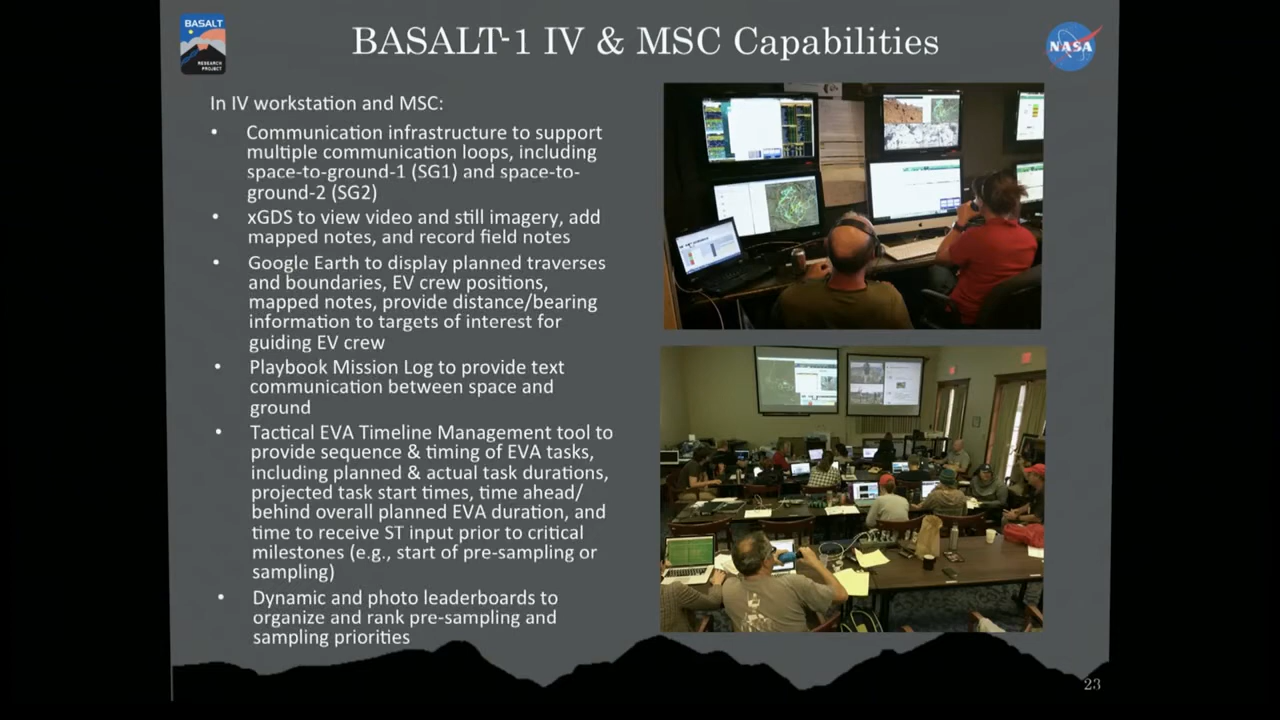 BASALT
RESEARCH
PROJECT
BASALT-1 IV & MSC Capabilities
NASA
In IV workstation and MSC:
• Communication infrastructure to support
multiple communication loops, including
space-to-ground-1 (SG1) and space-to-
ground-2 (SG2)
• xGDS to view video and still imagery, add
mapped notes, and record field notes
• Google Earth to display planned traverses
and boundaries, EV crew positions,
mapped notes, provide distance/bearing
information to targets of interest for
guiding EV crew
• Playbook Mission Log to provide text
communication between space and
ground
• Tactical EVA Timeline Management tool to
provide sequence & timing of EVA tasks,
including planned & actual task durations,
projected task start times, time ahead/
behind overall planned EVA duration, and
time to receive ST input prior to critical
milestones (e.g., start of pre-sampling or
sampling)
• Dynamic and photo leaderboards to
organize and rank pre-sampling and
sampling priorities
23